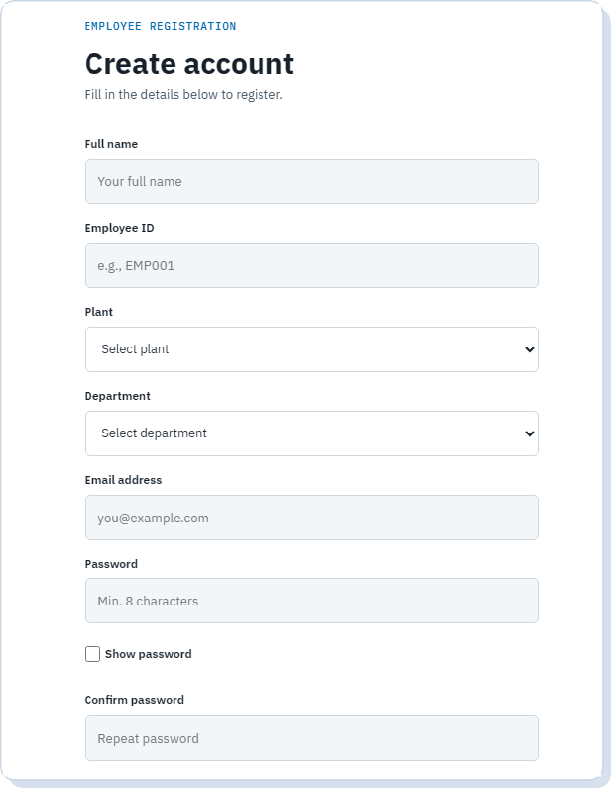 EMPLOYEE REGISTRATION
Create account
Fill in the details below to register.
Full name
Your full name
Employee ID
e.g., EMP001
Plant
Select plant
Department
Select department
Email address
you@example.com
Password
Min. 8 characters
Show password
Confirm password
Repeat password